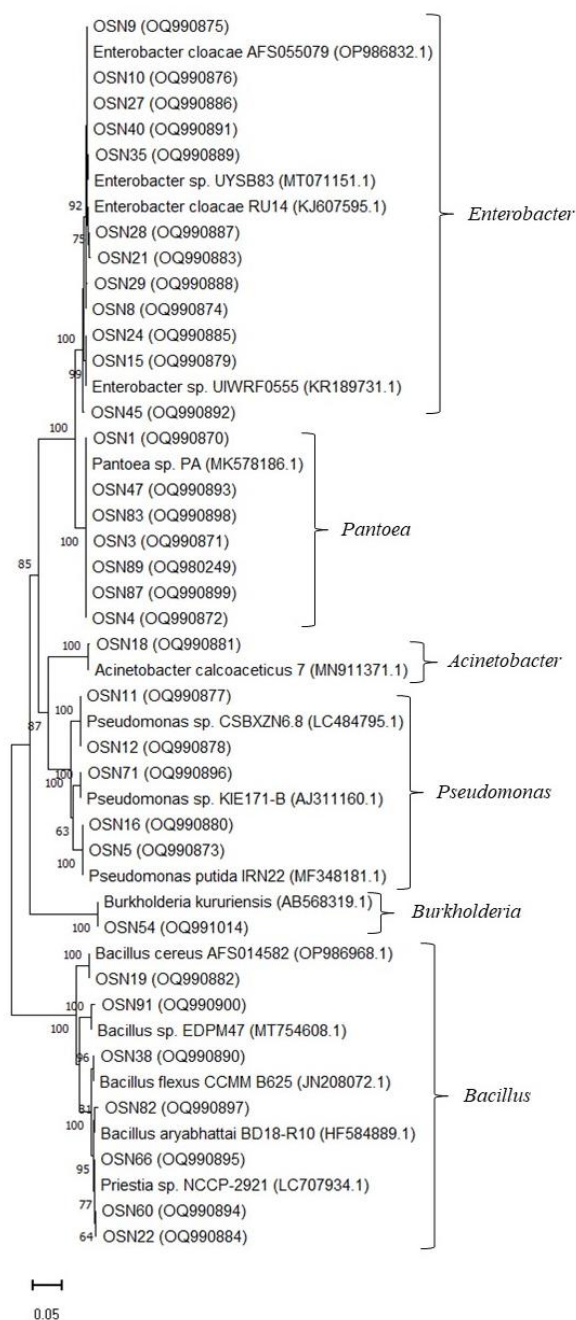 OSN9 (OQ990875)
Enterobacter cloacae AFS055079 (OP986832.1)
OSN10 (OQ990876)
OSN27 (OQ990886)
OSN40 (OQ990891)
OSN35 (OQ990889)
Enterobacter sp. UYSB83 (MT071151.1)
92
Enterobacter cloacae RU14 (KJ607595.1)
Enterobacter
OSN28 (OQ990887)
75
OSN21 (OQ990883)
OSN29 (OQ990888)
OSN8 (OQ990874)
100
OSN24 (OQ990885)
OSN15 (OQ990879)
99
Enterobacter sp. UIWRF0555 (KR189731.1)
OSN45 (OQ990892)
100
OSN1 (OQ990870)
Pantoea sp. PA (MK578186.1)
OSN47 (OQ990893)
OSN83 (OQ990898)
Pantoea
100
OSN3 (OQ990871)
85
OSN89 (OQ980249)
OSN87 (OQ990899)
OSN4 (OQ990872)
100
OSN18 (OQ990881)
Acinetobacter
Acinetobacter calcoaceticus 7 (MN911371.1)
OSN11 (OQ990877)
100
87
Pseudomonas sp. CSBXZN6.8 (LC484795.1)
OSN12 (OQ990878)
100
OSN71 (OQ990896)
100
Pseudomonas
Pseudomonas sp. KIE171-B (AJ311160.1)
OSN16 (OQ990880)
63
OSN5 (OQ990873)
100
Pseudomonas putida IRN22 (MF348181.1)
Burkholderia kururiensis (AB568319.1)
Burkholderia
100
OSN54 (OQ991014)
100
Bacillus cereus AFS014582 (OP986968.1)
OSN19 (OQ990882)
100
OSN91 (OQ990900)
100
Bacillus sp. EDPM47 (MT754608.1)
96
OSN38 (OQ990890)
Bacillus flexus CCMM B625 (JN208072.1)
Bacillus
81
OSN82 (OQ990897)
100
Bacillus aryabhattai BD18-R10 (HF584889.1)
OSN66 (OQ990895)
95
Priestia sp. NCCP-2921 (LC707934.1)
77
OSN60 (OQ990894)
64
OSN22 (OQ990884)
0.05